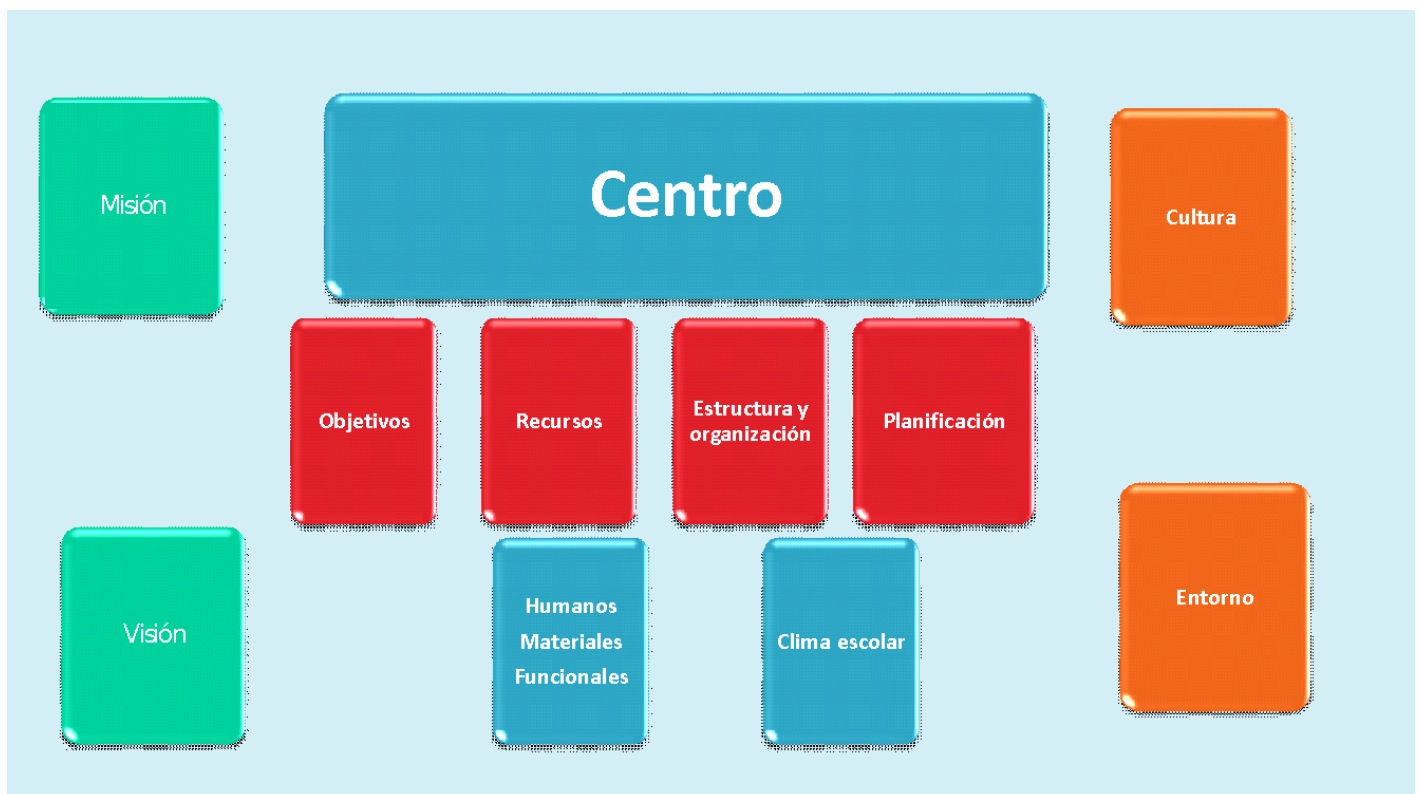 Misión
Centro
Cultura
Objetivos
Recursos
Estructura y
organización
Planificación
Visión
Humanos
Materiales
Funcionales
Clima escolar
Entorno